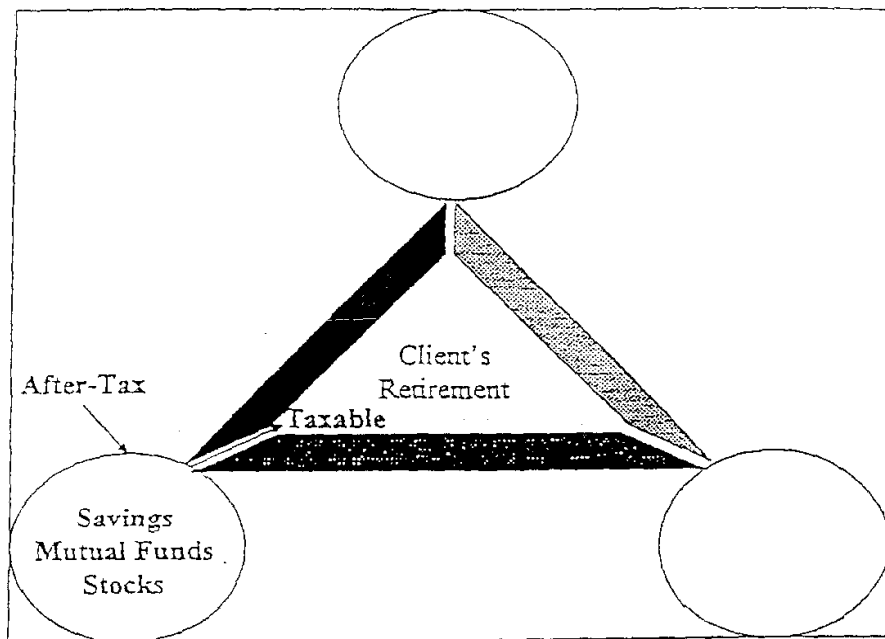 Client's
Retirement
After-Tax
Taxable
Savings
Mutual Funds
Stocks